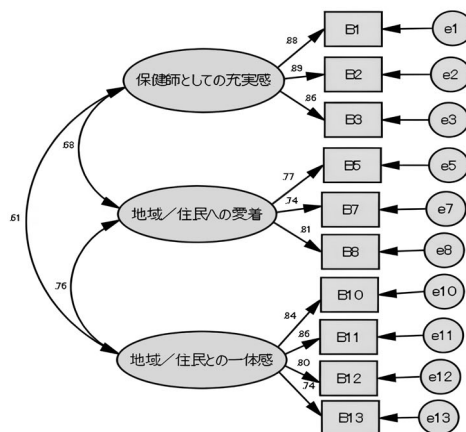 .88
B1
e1
保健師としての充実感
.89
B2
e2
.86
B3
e3
.68
.61
.77
B5
e5
地域／住民への愛着
.74
B7
e7
.81
B8
e8
.76
.84
B10
e10
地域／住民との一体感
.86
B11
e11
.80
B12
e12
.74
B13
e13